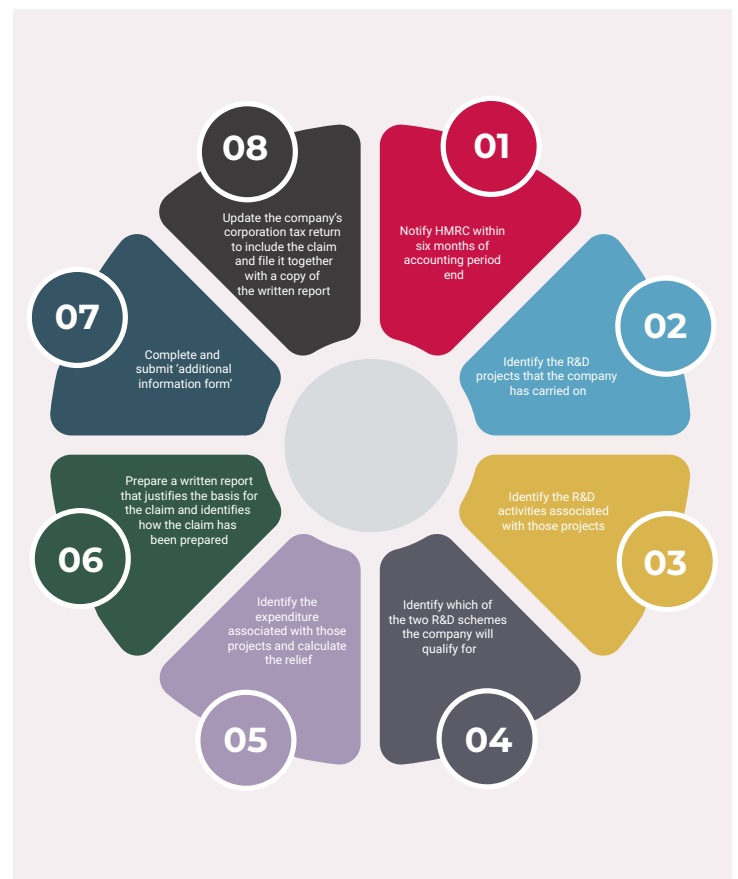 01
Notify HMRC within
six months of
accounting period
end
02
Identify the R&D
projects that the company
has carried on
03
Identify the R&D
activities associated
with those projects
04
Identify which of
the two R&D schemes
the company will
qualify for
05
Identify the
expenditure
associated with those
projects and calculate
the relief
06
Prepare a written report
that justifies the basis for
the claim and identifies
how the claim has
been prepared
07
Complete and
submit ‘additional
information form’
08
Update the company’s
corporation tax return
to include the claim
and file it together
with a copy of
the written report